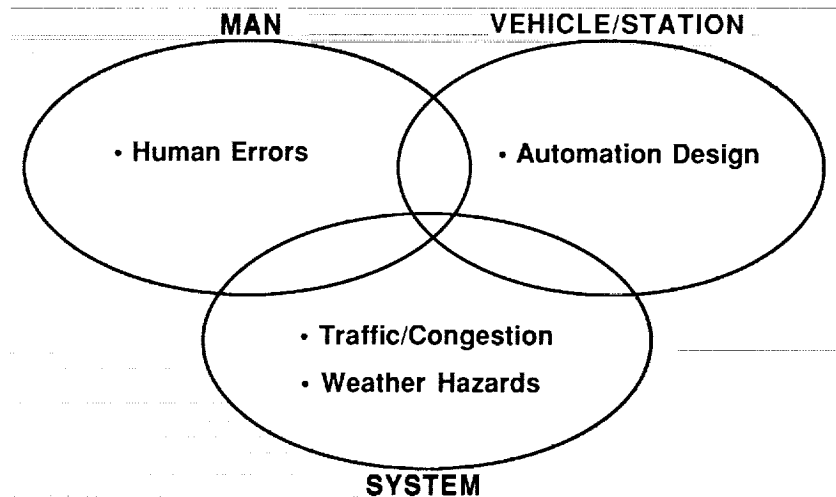 MAN
VEHICLE/STATION
• Human Errors
• Automation Design
• Traffic/Congestion
• Weather Hazards
SYSTEM